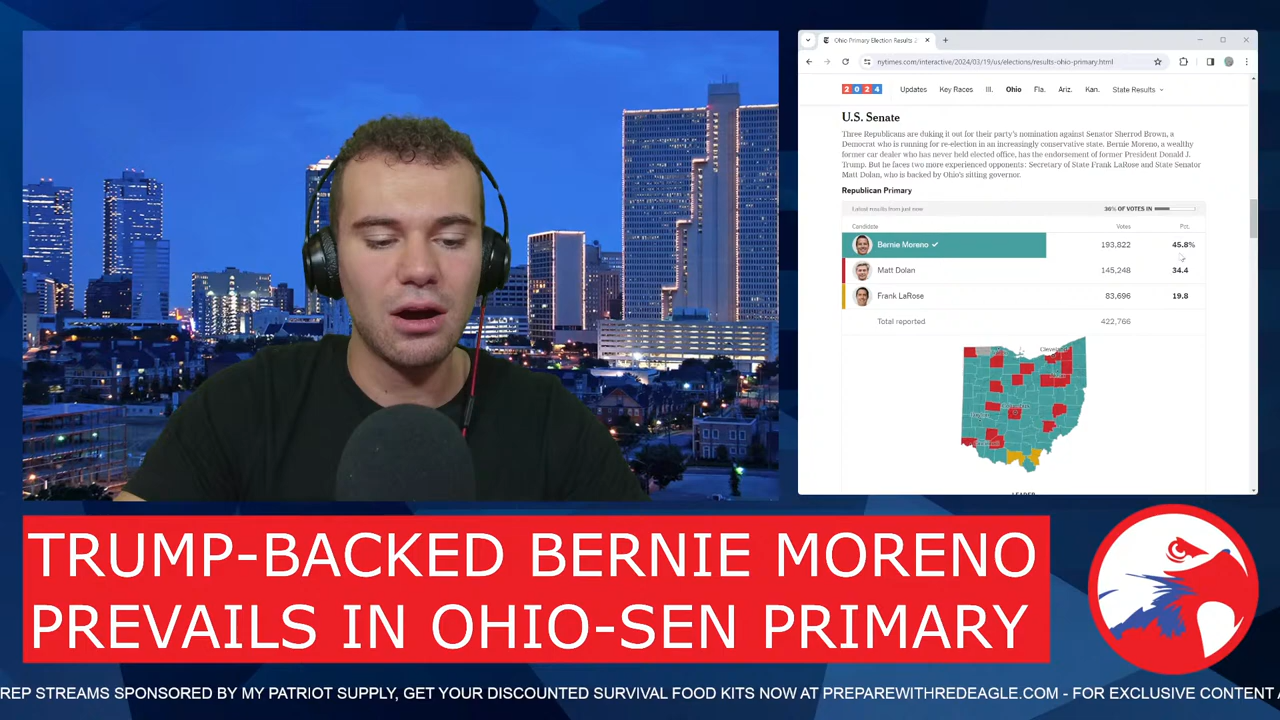 Ohio Primary Election Results
nytimes.com/interactive/2024/03/19/us/elections/results-ohio-primary.html
2024 Updates Key Races Ill. Ohio Fla. Ariz. Kan. State Results
U.S. Senate
Three Republicans are duking it out for their party's nomination against Senator Sherrod Brown, a
Democrat who is running for re-election in an increasingly conservative state. Bernie Moreno, a wealthy
former car dealer who has never held elected office, has the endorsement of former President Donald J.
Trump. But he faces two more experienced opponents: Secretary of State Frank LaRose and State Senator
Matt Dolan, who is backed by Ohio's sitting governor.
Republican Primary
Latest results from just now 36% OF VOTES IN
Candidate Votes Pct.
Bernie Moreno ✓ 193,822 45.8%
Matt Dolan 145,248 34.4
Frank LaRose 83,696 19.8
Total reported 422,766
LEADER
TRUMP-BACKED BERNIE MORENO
PREVAILS IN OHIO-SEN PRIMARY
REP STREAMS SPONSORED BY MY PATRIOT SUPPLY, GET YOUR DISCOUNTED SURVIVAL FOOD KITS NOW AT PREPAREWITHREDEAGLE.COM - FOR EXCLUSIVE CONTENT A